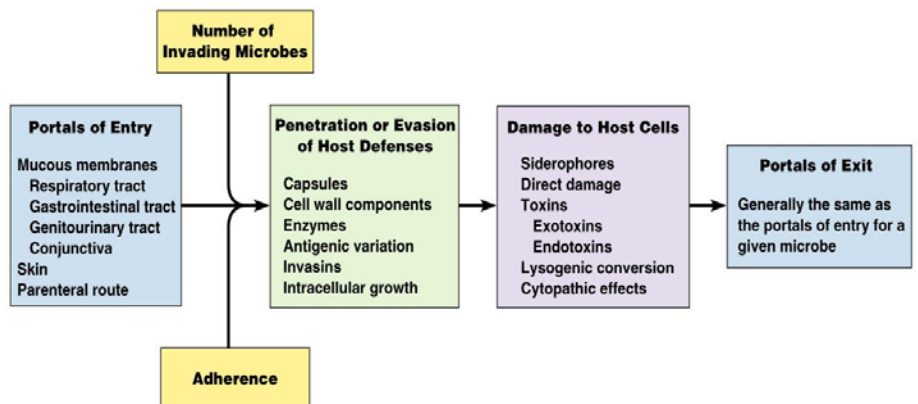 Number of
Invading Microbes
Portals of Entry
Mucous membranes
Respiratory tract
Gastrointestinal tract
Genitourinary tract
Conjunctiva
Skin
Parenteral route
Penetration or Evasion
of Host Defenses
Capsules
Cell wall components
Enzymes
Antigenic variation
Invasins
Intracellular growth
Damage to Host Cells
Siderophores
Direct damage
Toxins
Exotoxins
Endotoxins
Lysogenic conversion
Cytopathic effects
Portals of Exit
Generally the same as
the portals of entry for a
given microbe
Adherence